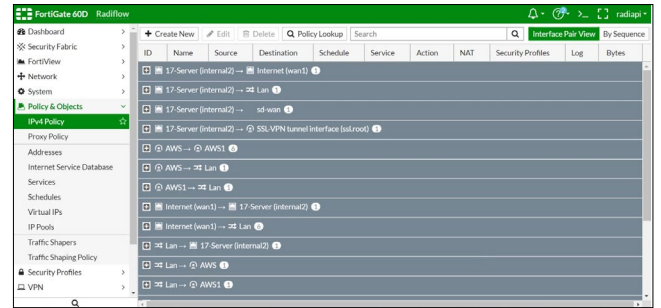 FortiGate 60D Radiflow
radiapi
Dashboard
Security Fabric
FortiView
Network
System
Policy & Objects
IPv4 Policy
Proxy Policy
Addresses
Internet Service Database
Services
Schedules
Virtual IPs
IP Pools
Traffic Shapers
Traffic Shaping Policy
Security Profiles
VPN
+ Create New Edit Delete Policy Lookup Search Interface Pair View By Sequence
ID Name Source Destination Schedule Service Action NAT Security Profiles Log Bytes
17-Server (internal2) → Internet (wan1) 1
17-Server (internal2) → Lan 1
17-Server (internal2) → sd-wan 1
17-Server (internal2) → SSL-VPN tunnel interface (ssl.root) 1
AWS → AWS1 6
AWS → Lan 1
AWS1 → Lan 1
Internet (wan1) → 17-Server (internal2) 1
Internet (wan1) → Lan 6
Lan → 17-Server (internal2) 1
Lan → AWS 1
Lan → AWS1 1